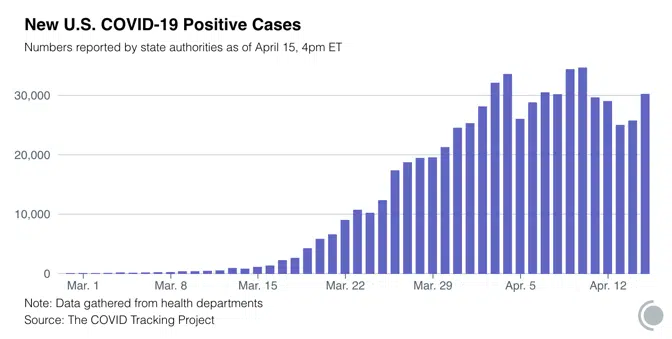 New U.S. COVID-19 Positive Cases
Numbers reported by state authorities as of April 15, 4pm ET
30,000
20,000
10,000
0
Mar. 1 Mar. 8 Mar. 15 Mar. 22 Mar. 29 Apr. 5 Apr. 12
Note: Data gathered from health departments
Source: The COVID Tracking Project